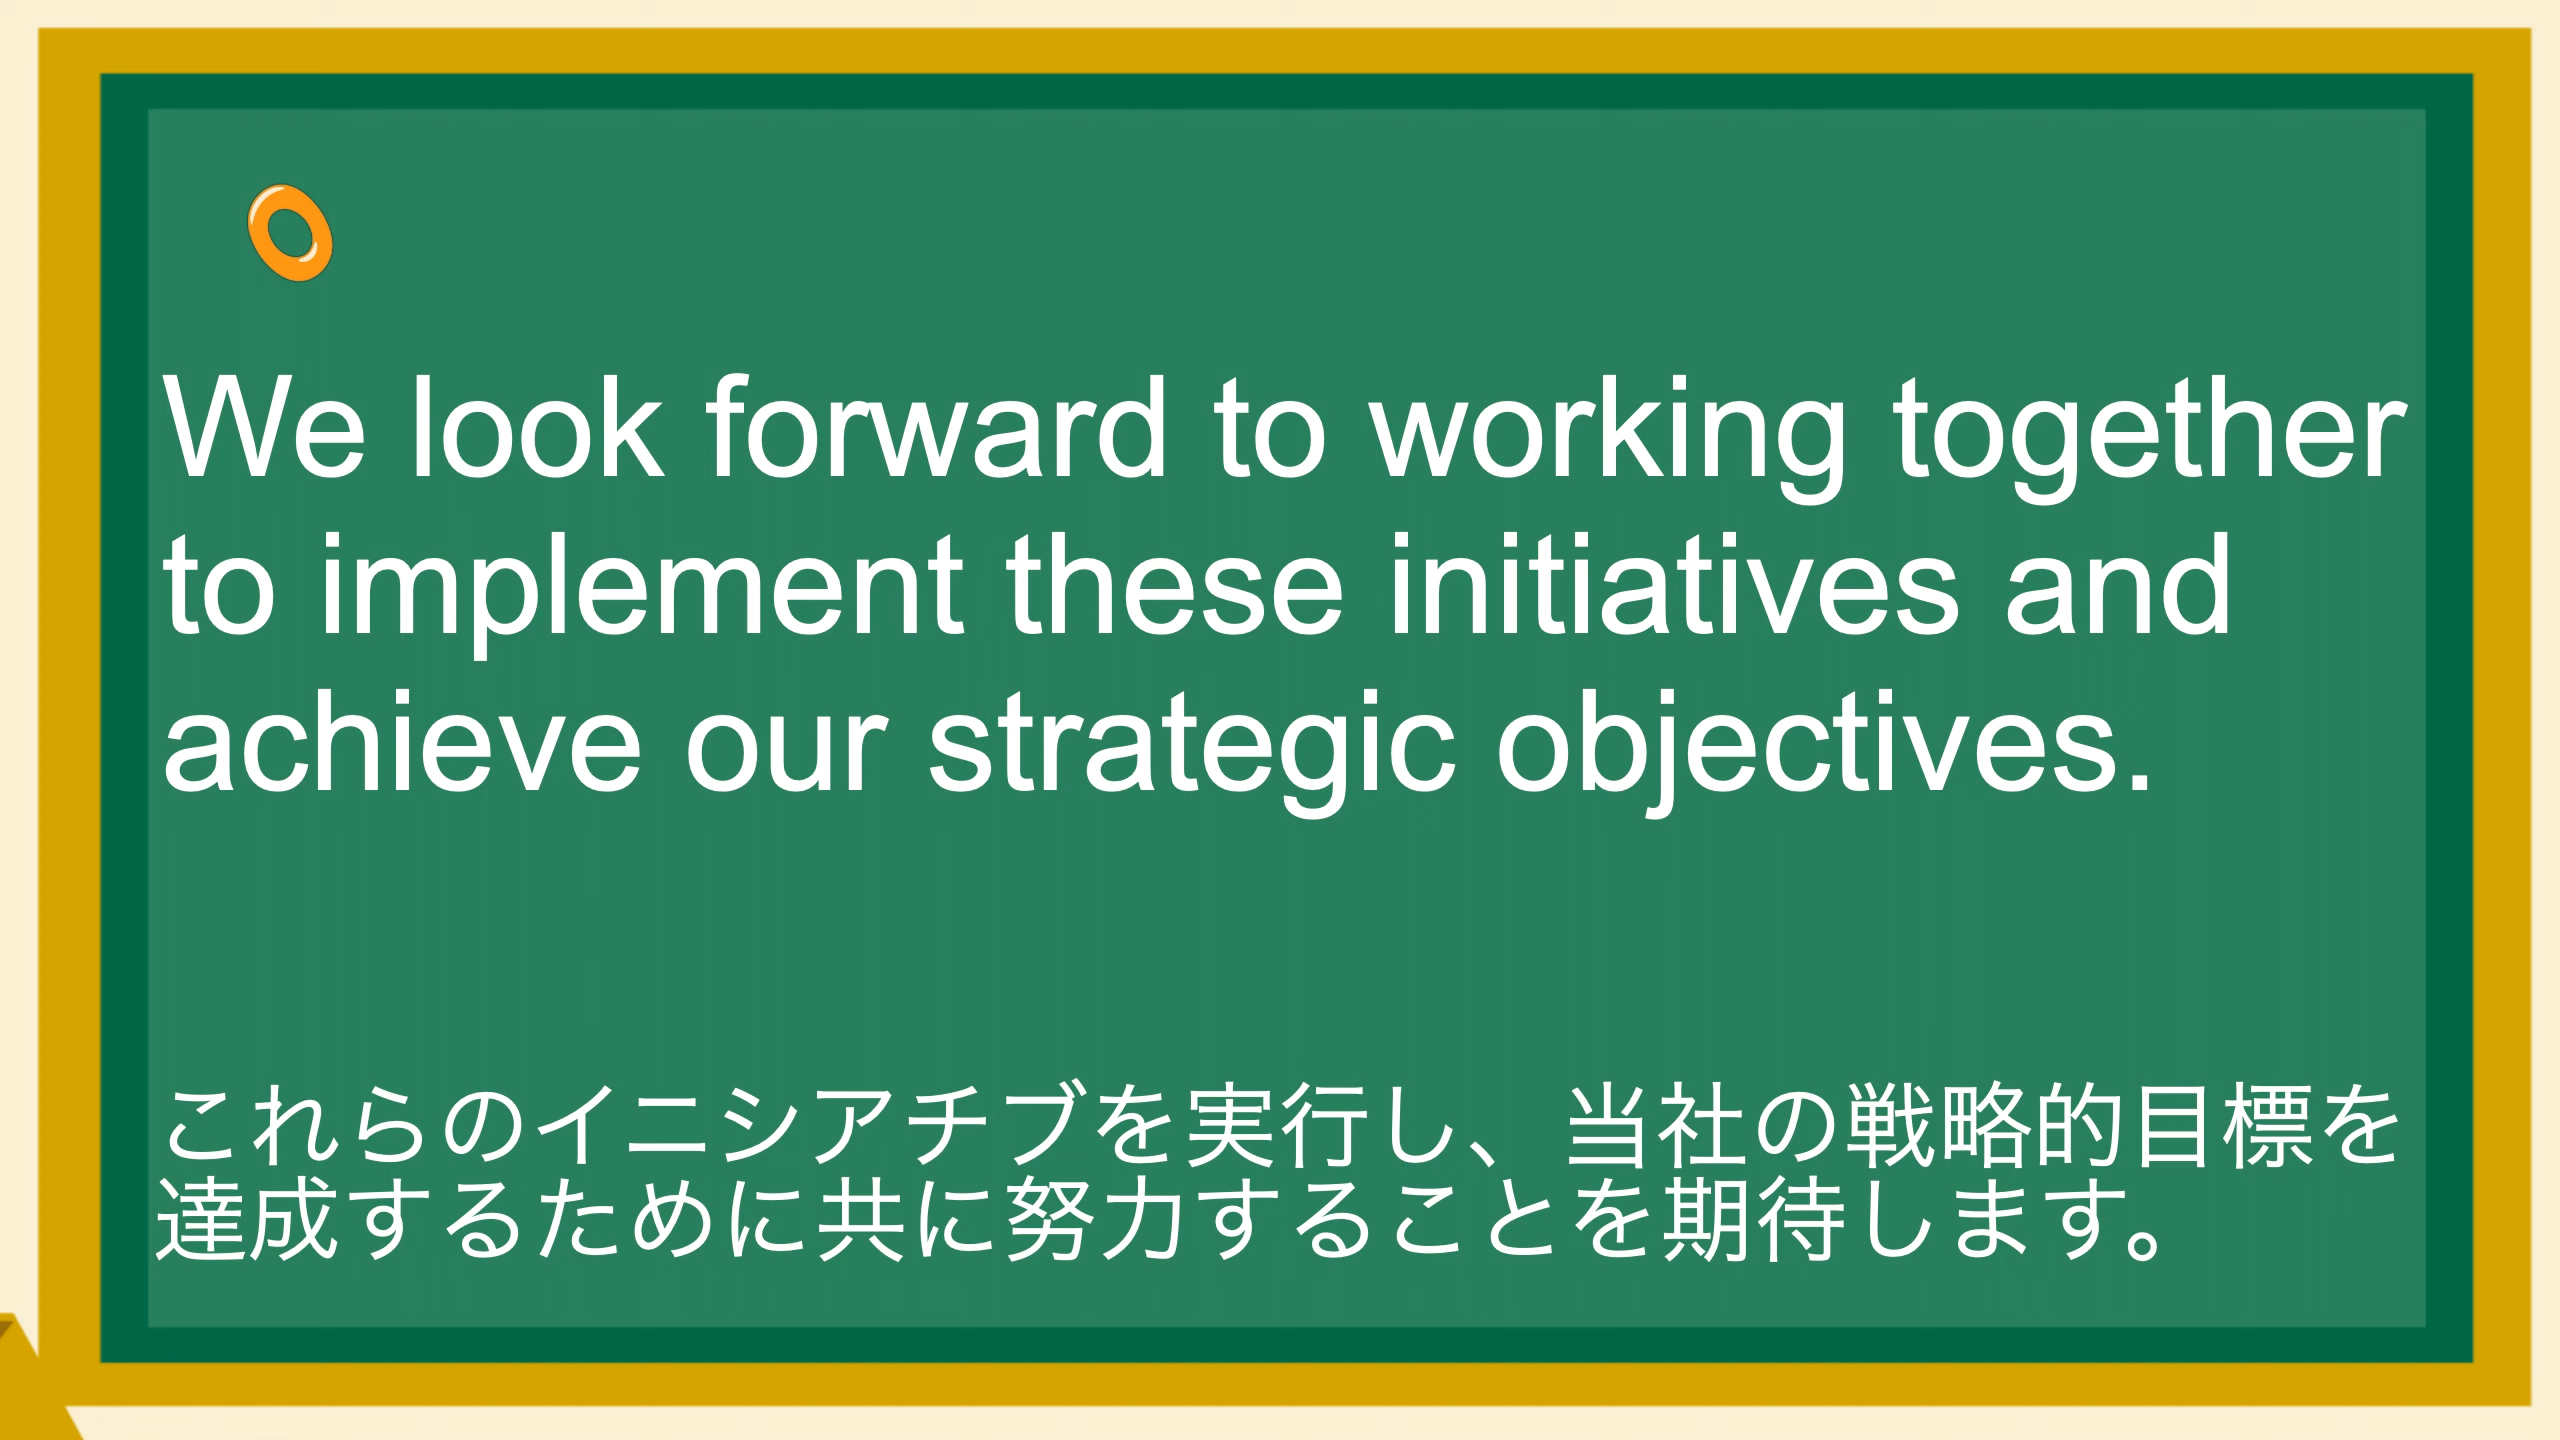 We look forward to working together
to implement these initiatives and
achieve our strategic objectives.
これらのイニシアチブを実行し、当社の戦略的目標を
達成するために共に努力することを期待します。